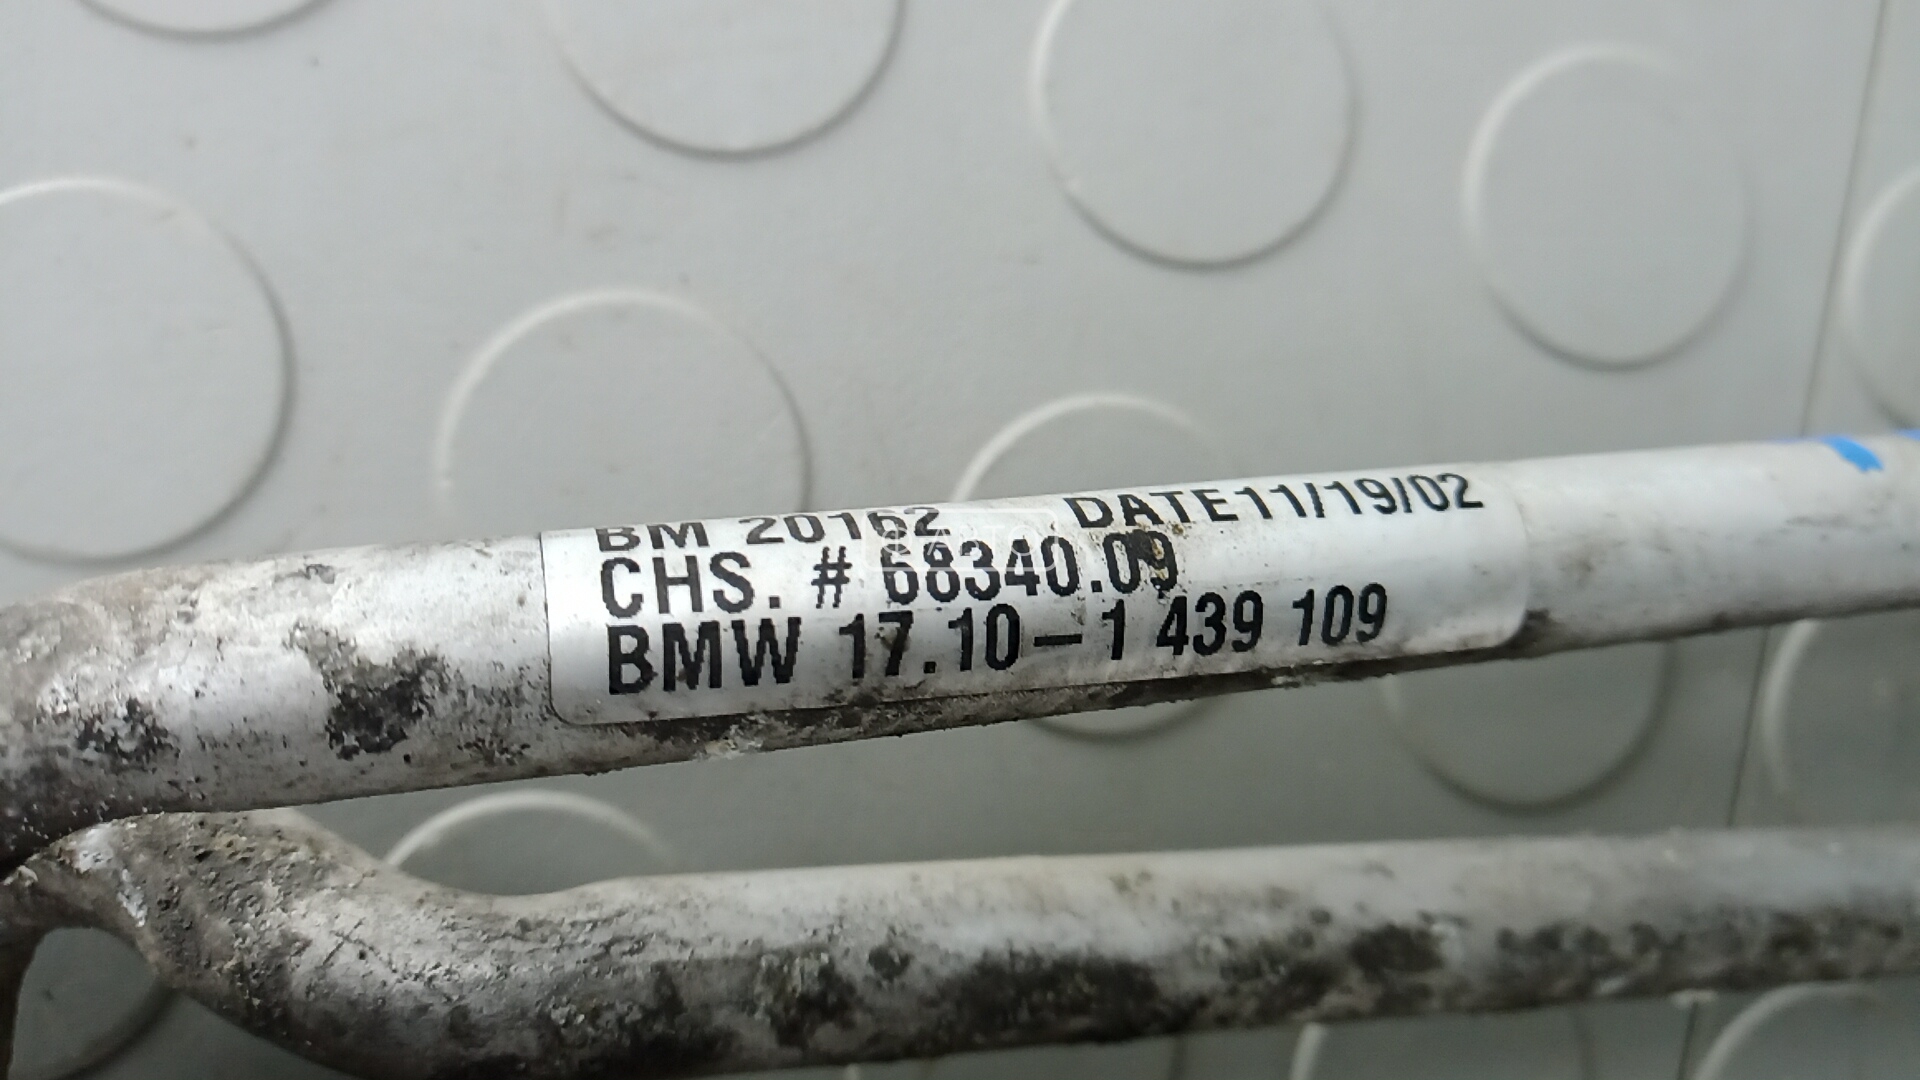 BM 20162 DATE11/19/02
CHS. # 68340.09
BMW 17.10-1 439 109